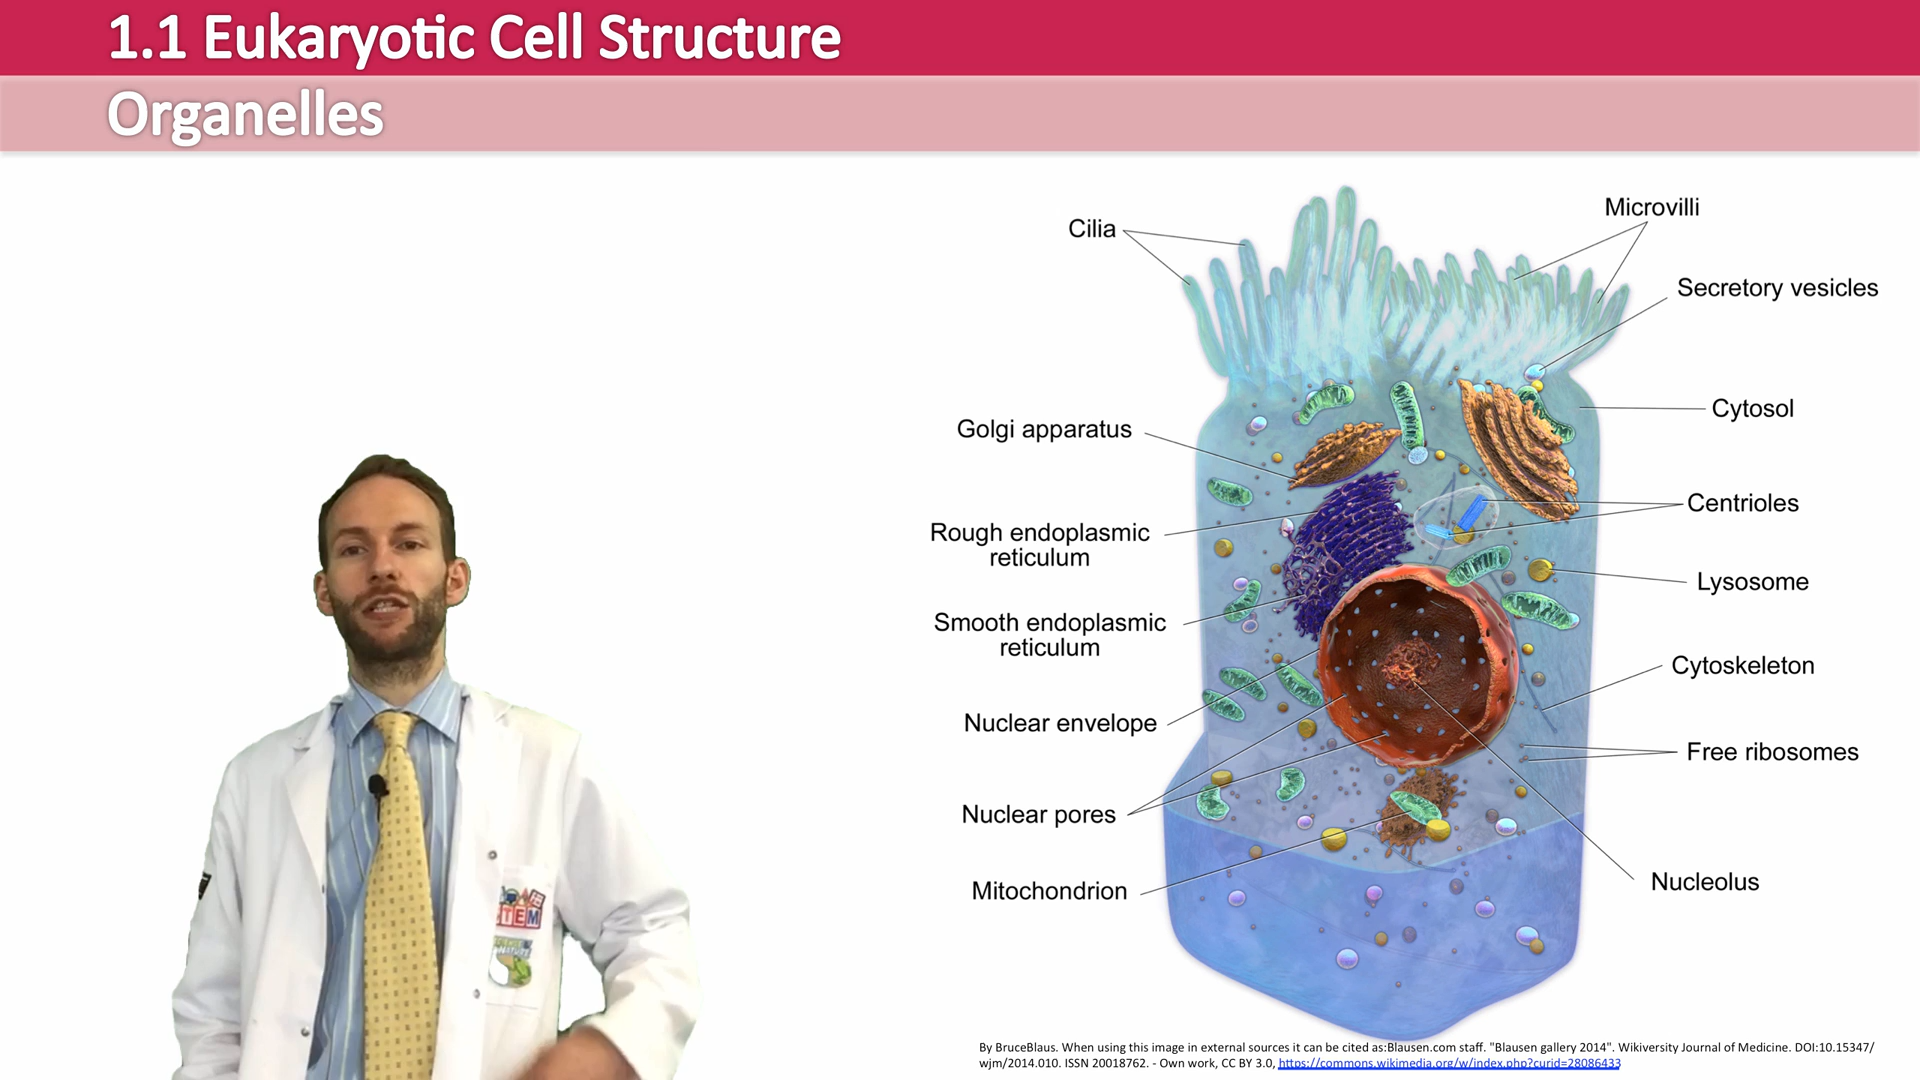 1.1 Eukaryotic Cell Structure
Organelles
Cilia
Microvilli
Secretory vesicles
Cytosol
Golgi apparatus
Centrioles
Rough endoplasmic
reticulum
Lysosome
Smooth endoplasmic
reticulum
Cytoskeleton
Nuclear envelope
Free ribosomes
Nuclear pores
Mitochondrion
Nucleolus
STEM
By BruceBlaus. When using this image in external sources it can be cited as:Blausen.com staff. "Blausen gallery 2014". Wikiversity Journal of Medicine. DOI:10.15347/
wjm/2014.010. ISSN 20018762. - Own work, CC BY 3.0, https://commons.wikimedia.org/w/index.php?curid=28086433